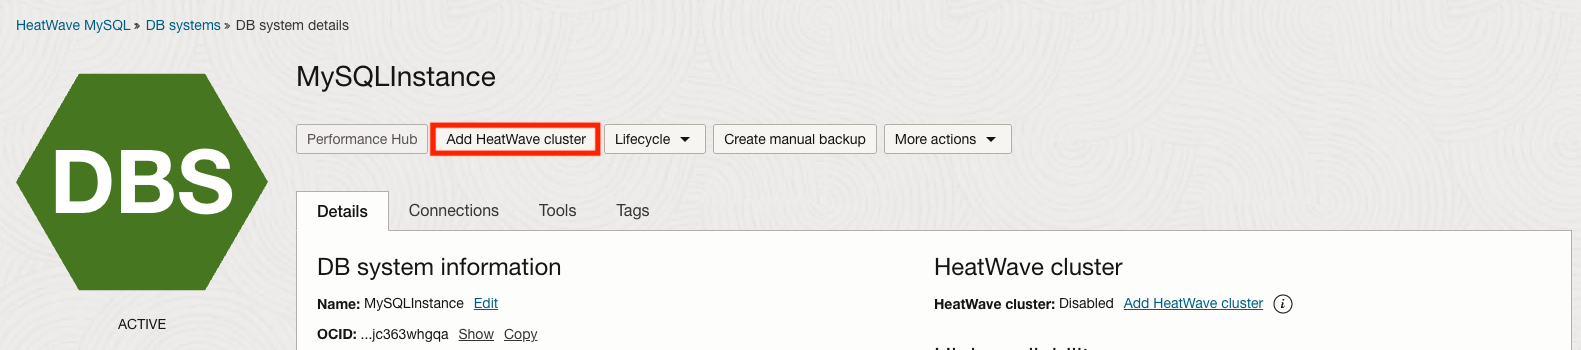 HeatWave MySQL » DB systems » DB system details
DBS
ACTIVE
MySQLInstance
Performance Hub Add HeatWave cluster Lifecycle Create manual backup More actions
Details Connections Tools Tags
DB system information
Name: MySQLInstance Edit
OCID: ...jc363whgqa Show Copy
HeatWave cluster
HeatWave cluster: Disabled Add HeatWave cluster i